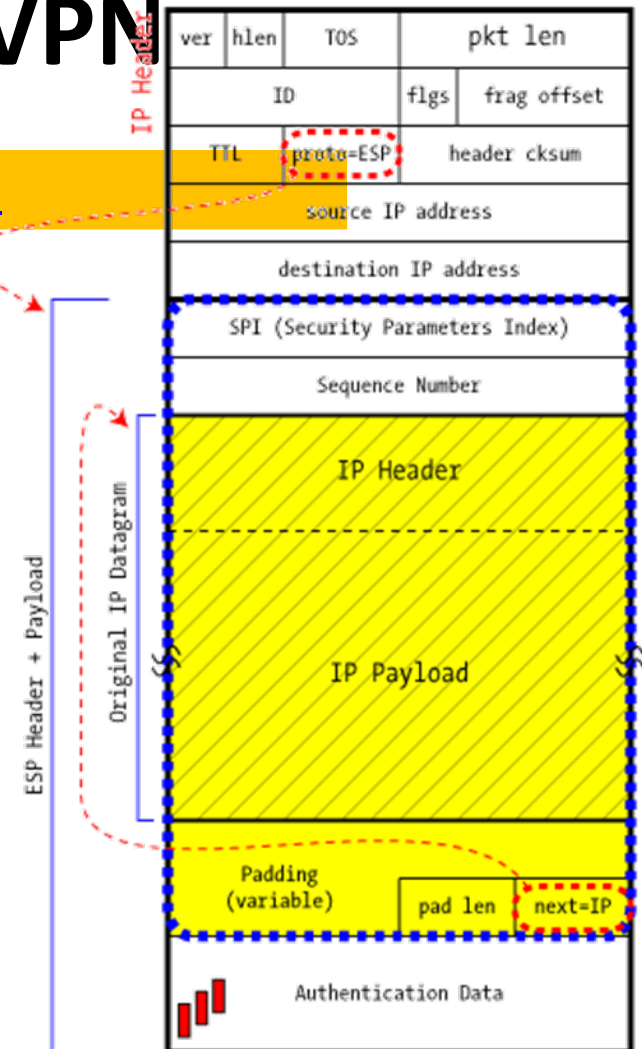 VPN
IP Header
ver hlen TOS pkt len
ID flgs frag offset
TTL proto=ESP header cksum
source IP address
destination IP address
SPI (Security Parameters Index)
Sequence Number
IP Header
Original IP Datagram
ESP Header + Payload
IP Payload
Padding
(variable)
pad len next=IP
Authentication Data